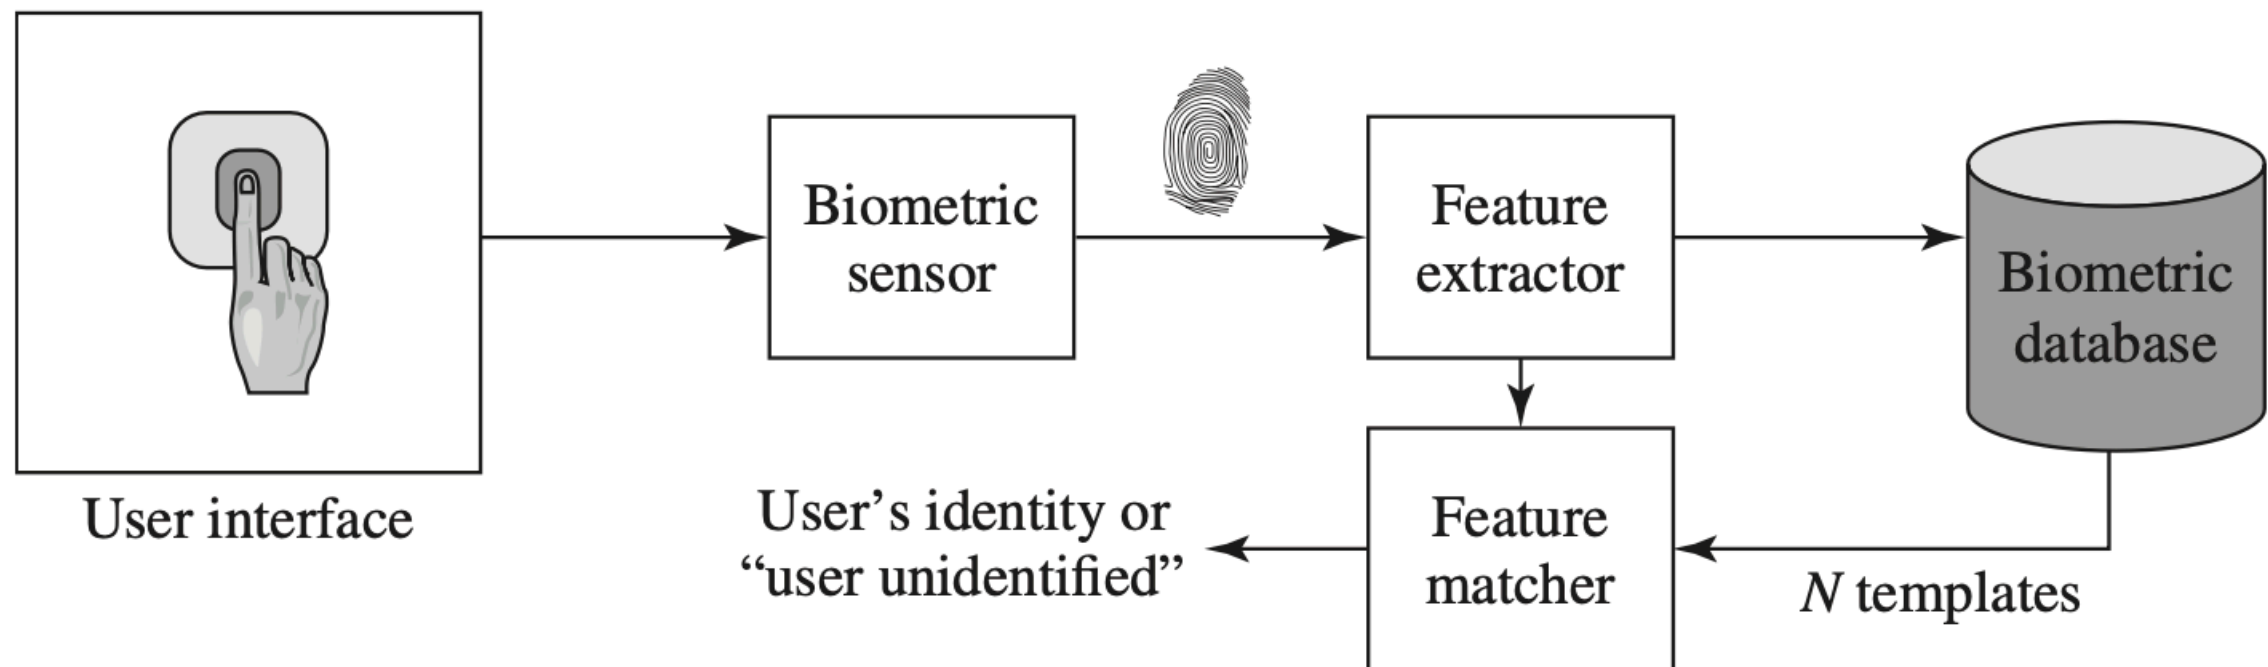 Biometric
sensor
Feature
extractor
Biometric
database
User interface
User’s identity or
“user unidentified”
Feature
matcher
N templates